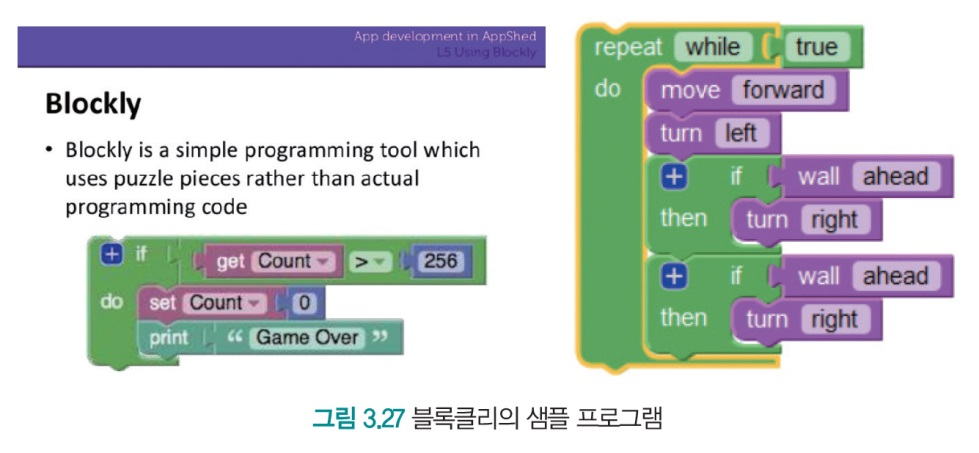 App development in AppShed
L5 Using Blockly
Blockly
• Blockly is a simple programming tool which
uses puzzle pieces rather than actual
programming code
if get Count > 256
do set Count 0
print “ Game Over ”
repeat while true
do move forward
turn left
if wall ahead
then turn right
if wall ahead
then turn right
그림 3.27 블록클리의 샘플 프로그램